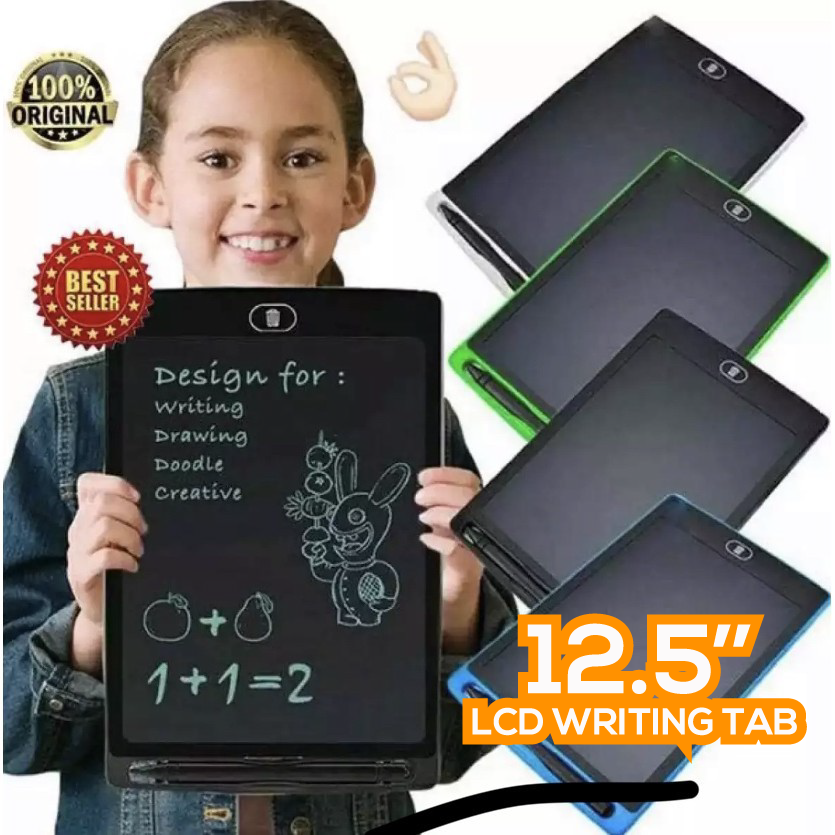 100%
ORIGINAL
BEST
SELLER
Design for :
Writing
Drawing
Doodle
Creative
+
1+1=2
12.5"
LCD WRITING TAB